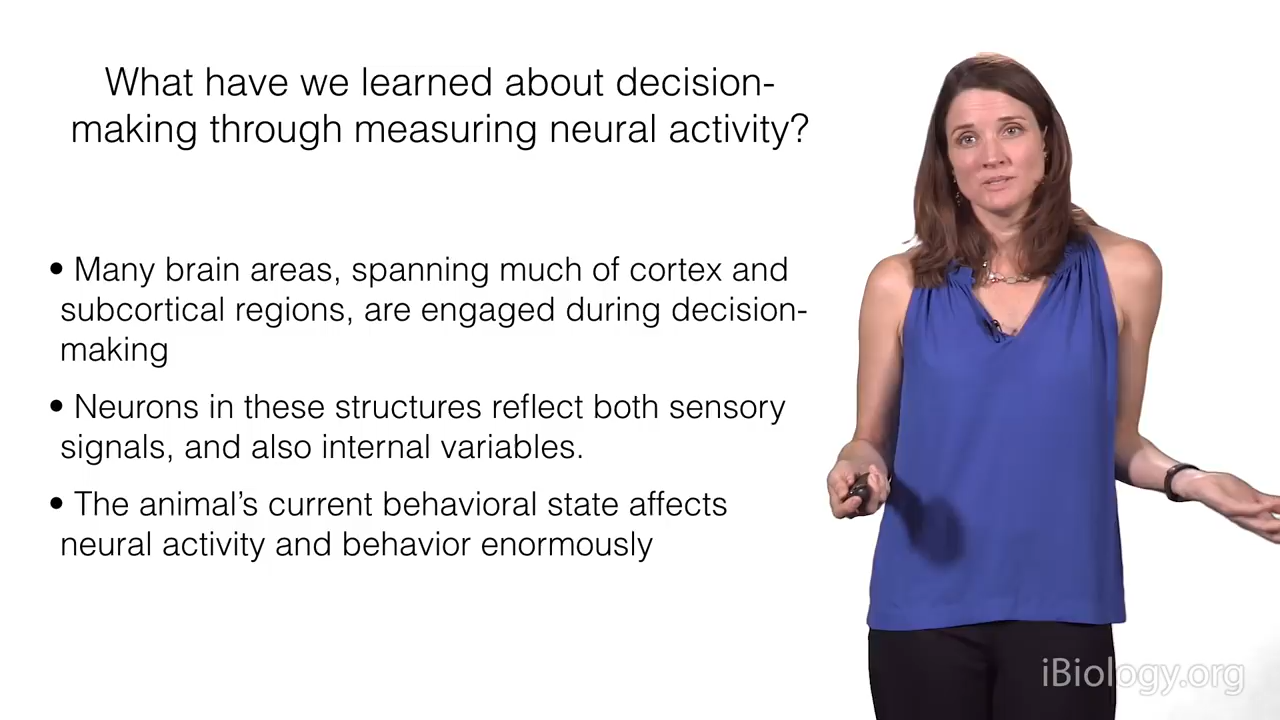 What have we learned about decision-
making through measuring neural activity?
• Many brain areas, spanning much of cortex and
subcortical regions, are engaged during decision-
making
• Neurons in these structures reflect both sensory
signals, and also internal variables.
• The animal’s current behavioral state affects
neural activity and behavior enormously
iBiology.org